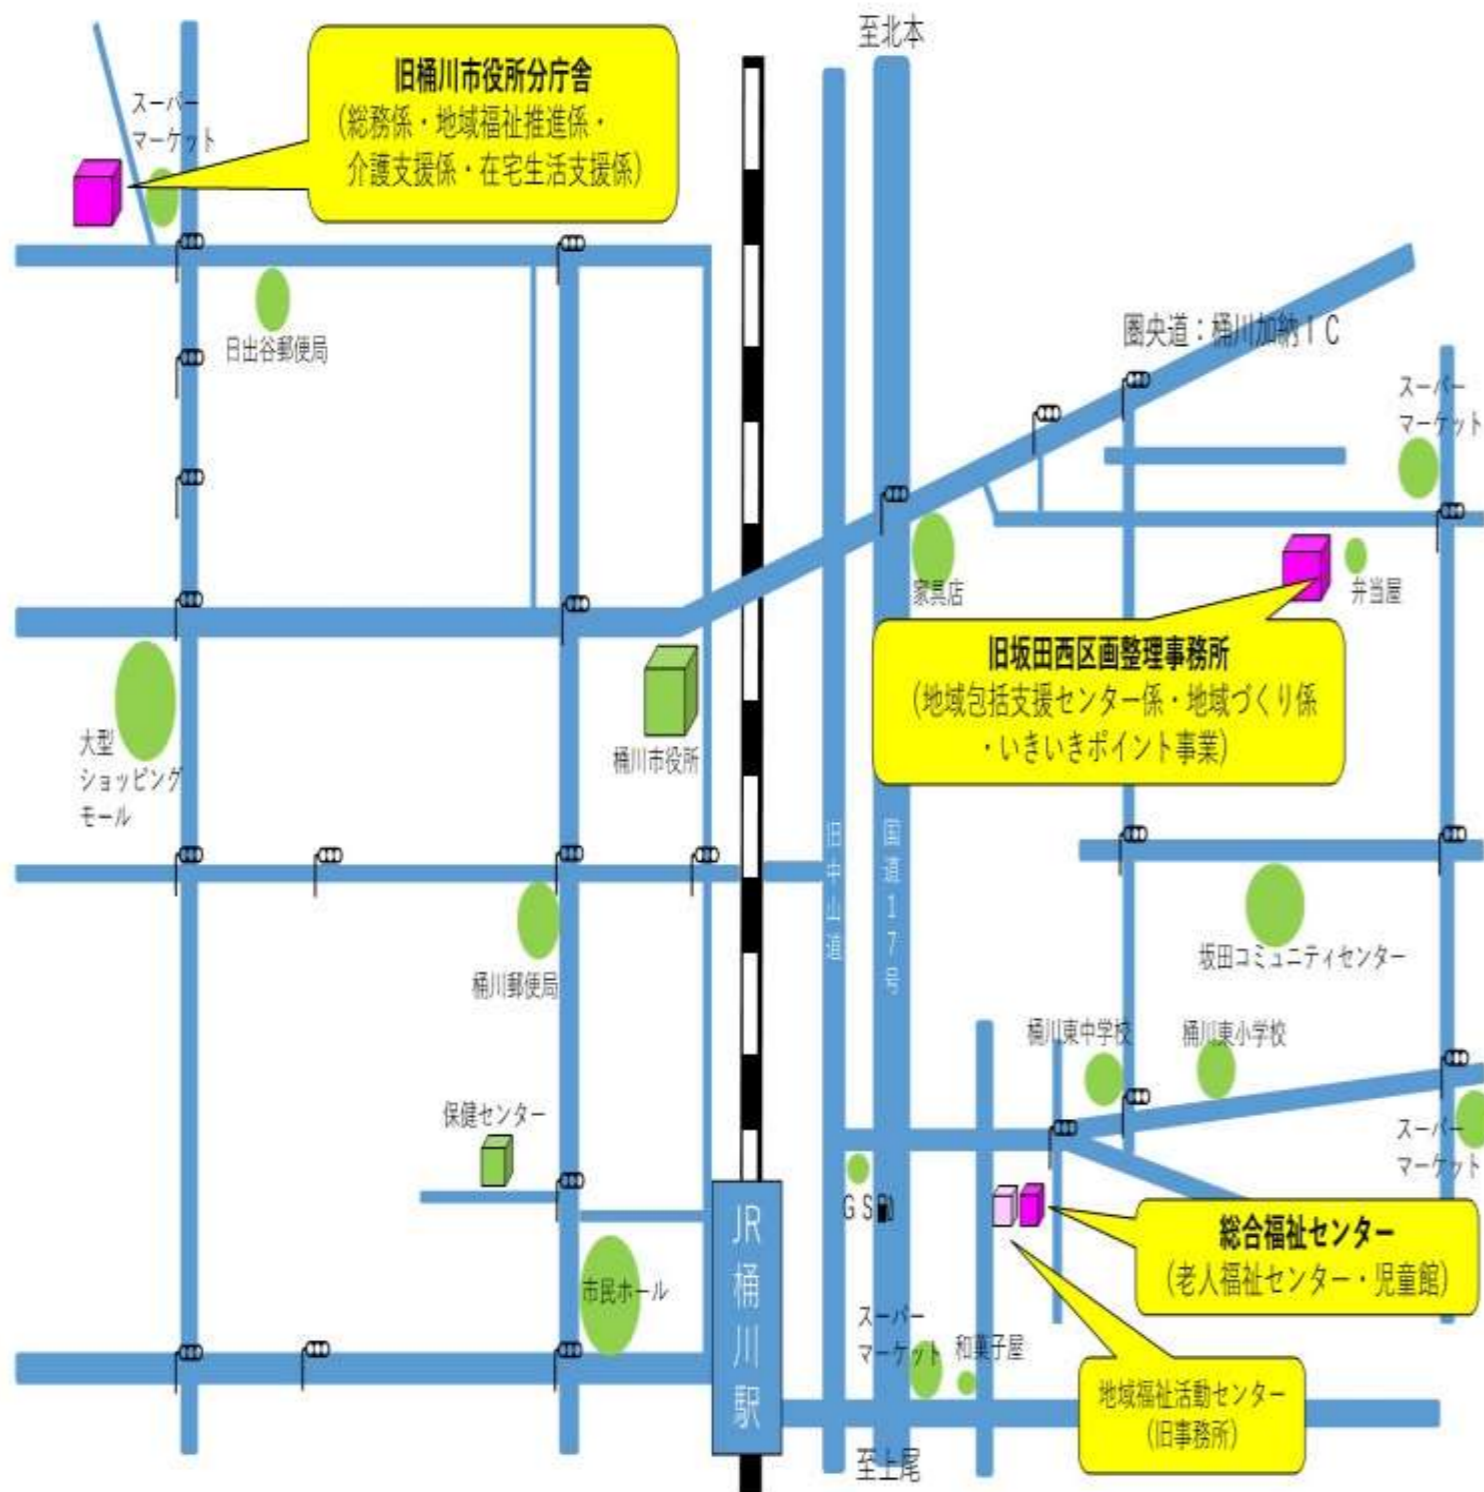 至北本
旧桶川市役所分庁舎
(総務係・地域福祉推進係・
介護支援係・在宅生活支援係)
スーパー
マーケット
日出谷郵便局
圏央道：桶川加納ＩＣ
スーパー
マーケット
家具店
弁当屋
旧坂田西区画整理事務所
(地域包括支援センター係・地域づくり係
・いきいきポイント事業)
大型
ショッピング
モール
桶川市役所
旧中山道
国道１７号
桶川郵便局
坂田コミュニティセンター
桶川東中学校
桶川東小学校
保健センター
スーパー
マーケット
ＧＳ
JR桶川駅
総合福祉センター
(老人福祉センター・児童館)
市民ホール
スーパー
マーケット
和菓子屋
地域福祉活動センター
(旧事務所)
至上尾